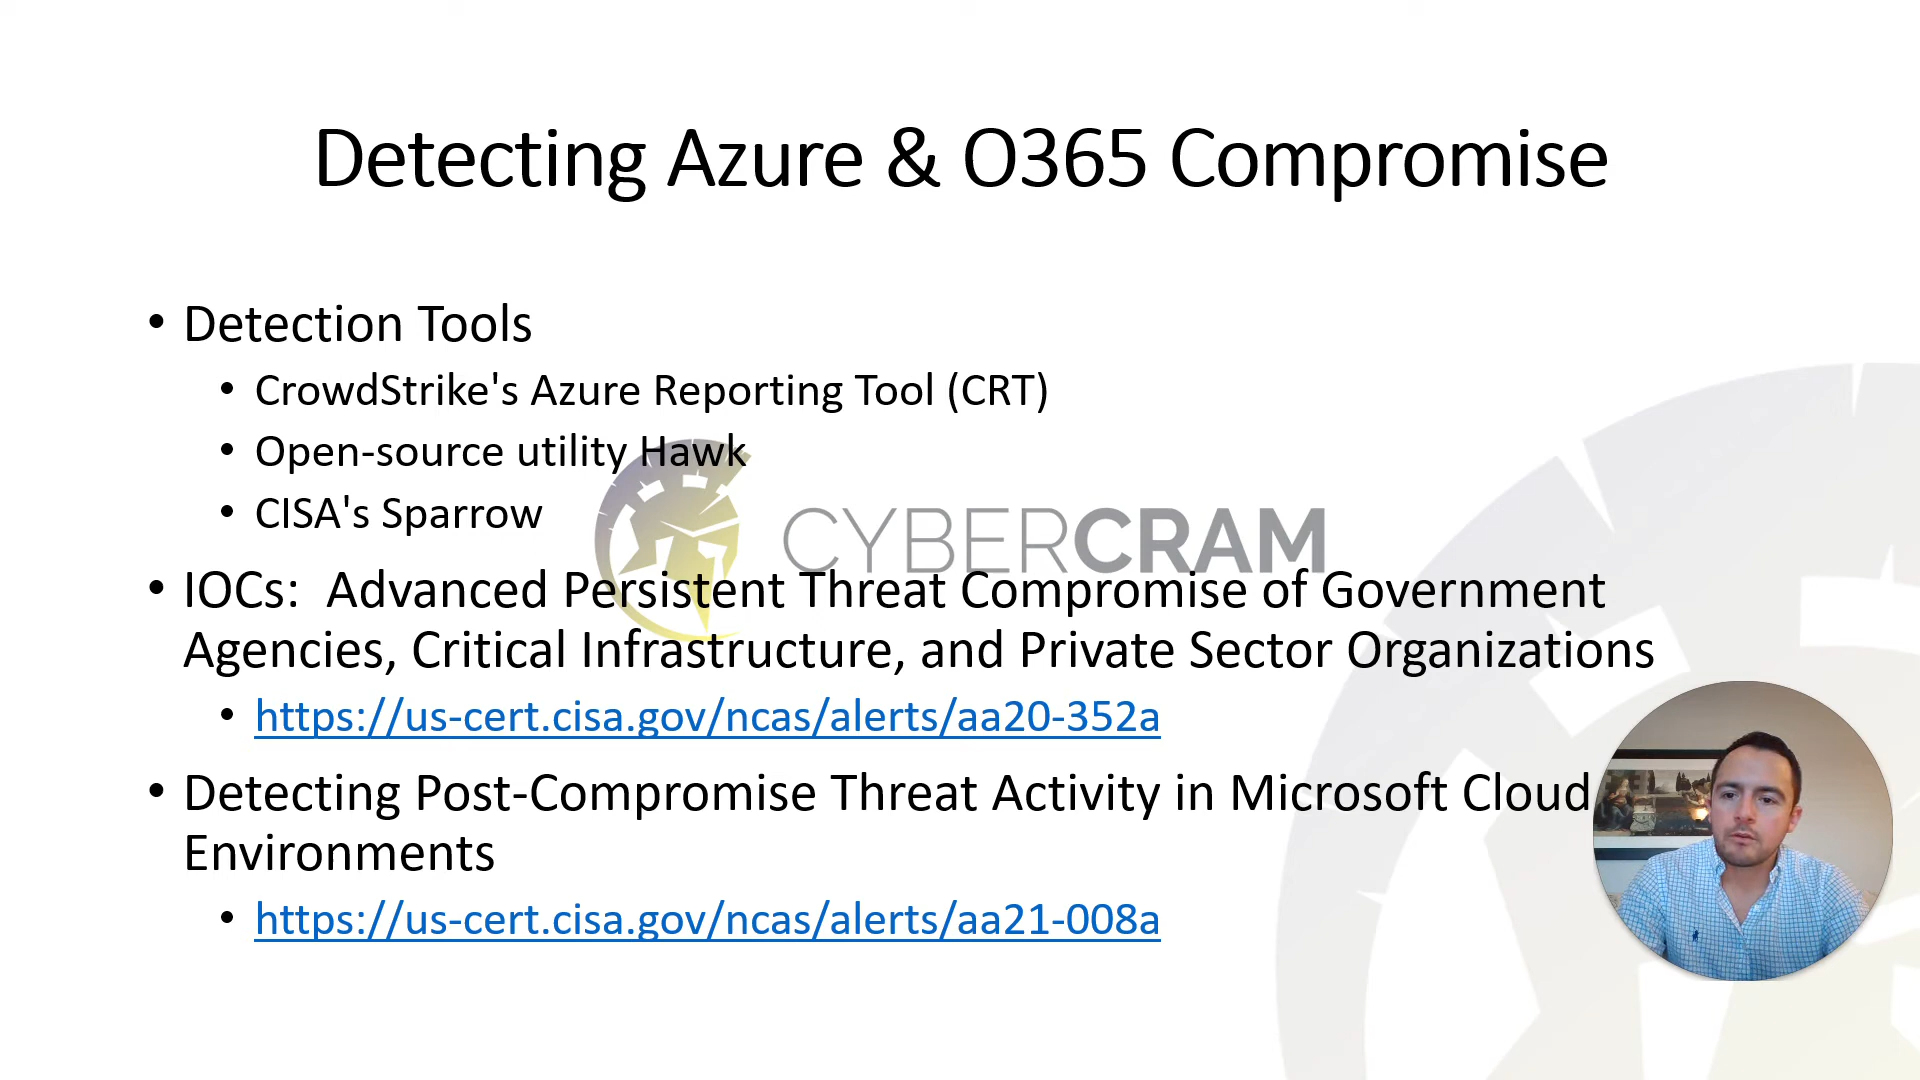 Detecting Azure & O365 Compromise
• Detection Tools
• CrowdStrike's Azure Reporting Tool (CRT)
• Open-source utility Hawk
• CISA's Sparrow
CYBERCRAM
• IOCs:  Advanced Persistent Threat Compromise of Government
Agencies, Critical Infrastructure, and Private Sector Organizations
• https://us-cert.cisa.gov/ncas/alerts/aa20-352a
• Detecting Post-Compromise Threat Activity in Microsoft Cloud
Environments
• https://us-cert.cisa.gov/ncas/alerts/aa21-008a